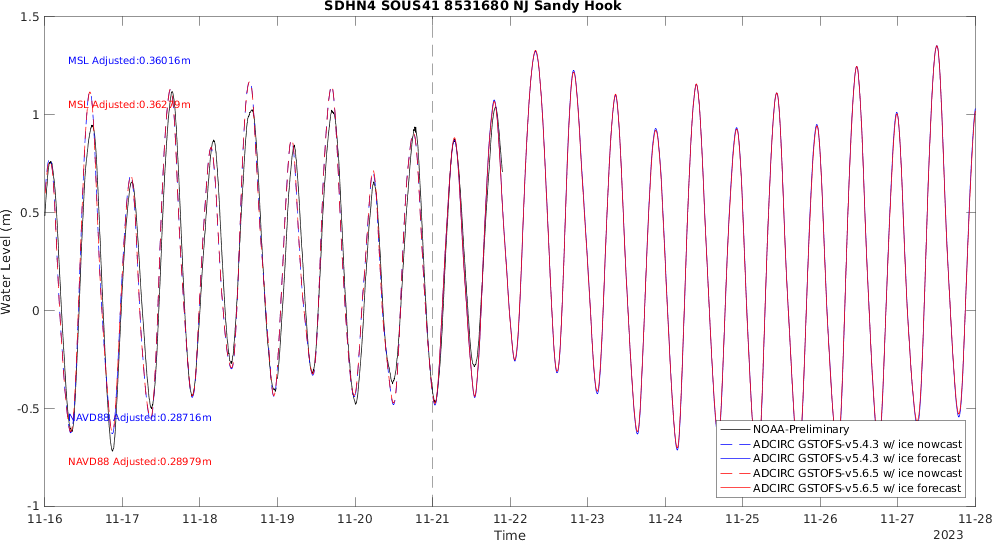 SDHN4 SOUS41 8531680 NJ Sandy Hook
1.5
1
0.5
0
-0.5
-1
Water Level (m)
MSL Adjusted:0.36016m
MSL Adjusted:0.36279m
NAVD88 Adjusted:0.28716m
NAVD88 Adjusted:0.28979m
NOAA-Preliminary
ADCIRC GSTOFS-v5.4.3 w/ ice nowcast
ADCIRC GSTOFS-v5.4.3 w/ ice forecast
ADCIRC GSTOFS-v5.6.5 w/ ice nowcast
ADCIRC GSTOFS-v5.6.5 w/ ice forecast
11-16 11-17 11-18 11-19 11-20 11-21 11-22 11-23 11-24 11-25 11-26 11-27 11-28
Time
2023